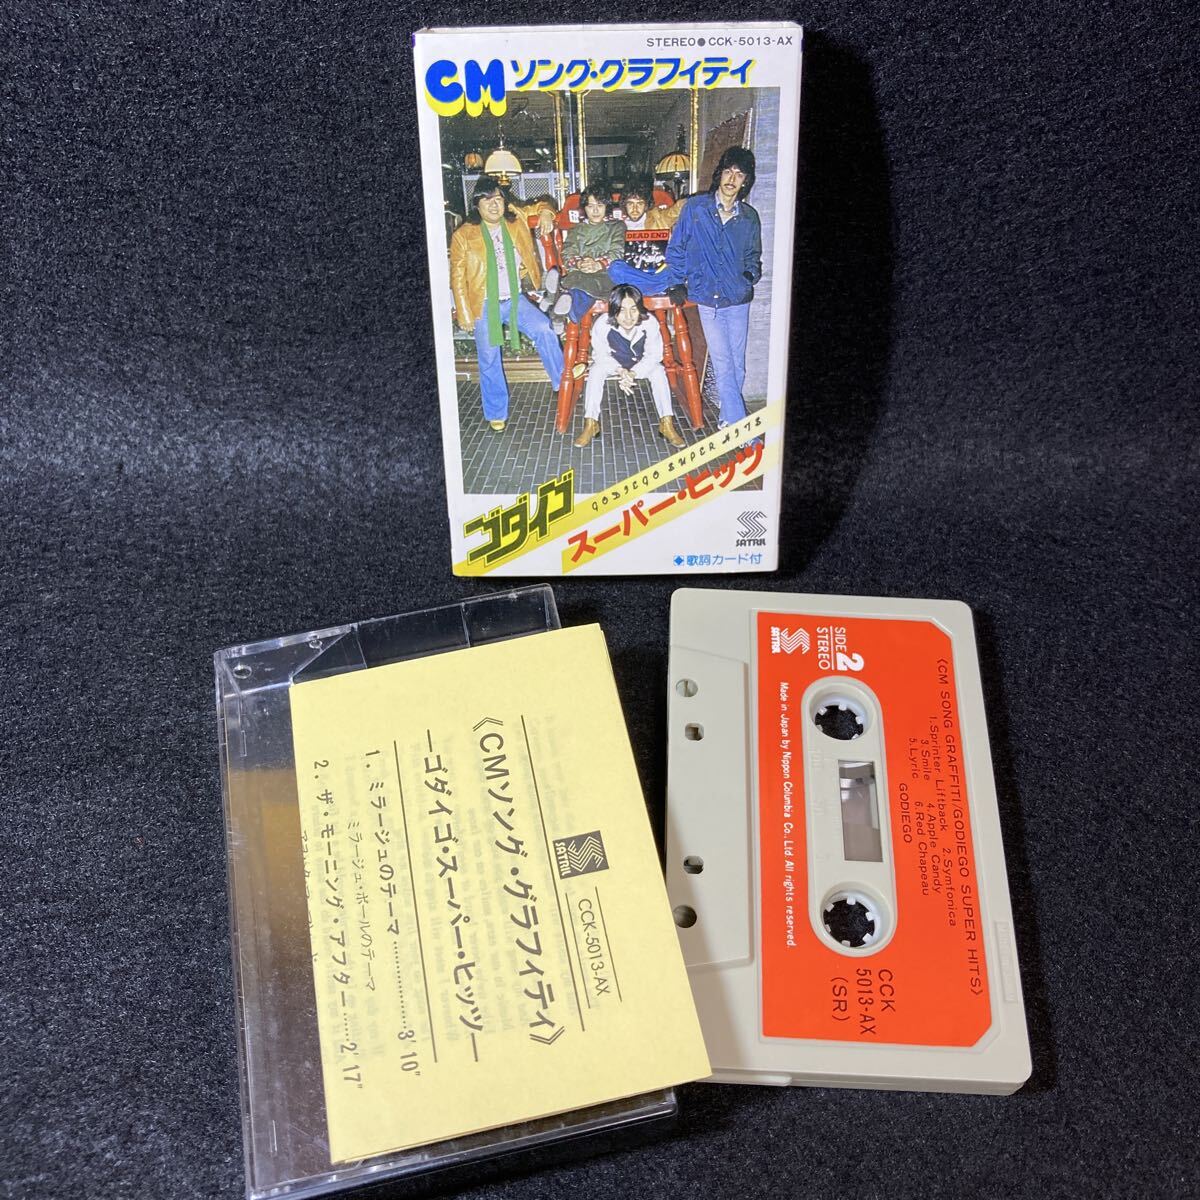 STEREO●CCK-5013-AX
CMソング・グラフィティ
DEAD END
GODIEGO SUPER HITS
ゴダイゴ
スーパー・ヒッツ
SATRIL
◆歌詞カード付
SATRIL
CCK-5013-AX
《CMソング・グラフィティ》
―ゴダイゴ・スーパー・ヒッツ―
1. ミラージュのテーマ……………3′10″
ミラージュ・ボールのテーマ
2. ザ・モーニング・アフター……2′17″
SATRIL
SIDE 2
STEREO
〈CM SONG GRAFFITI/GODIEGO SUPER HITS〉
1.Sprinter Liftback 2.Symfonica
3.Smile 4.Apple Candy
5.Lyric 6.Red Chapeau
GODIEGO
CCK
5013-AX
(SR)
Made in Japan by Nippon Columbia Co., Ltd. All rights reserved.